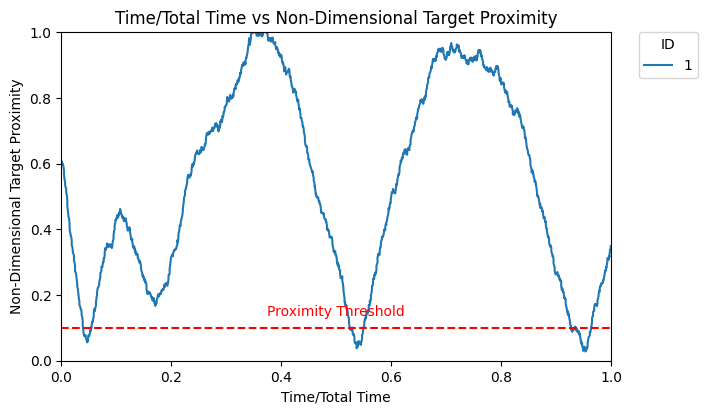 Time/Total Time vs Non-Dimensional Target Proximity
ID
1
Non-Dimensional Target Proximity
1.0
0.8
0.6
0.4
0.2
0.0
Proximity Threshold
0.0 0.2 0.4 0.6 0.8 1.0
Time/Total Time